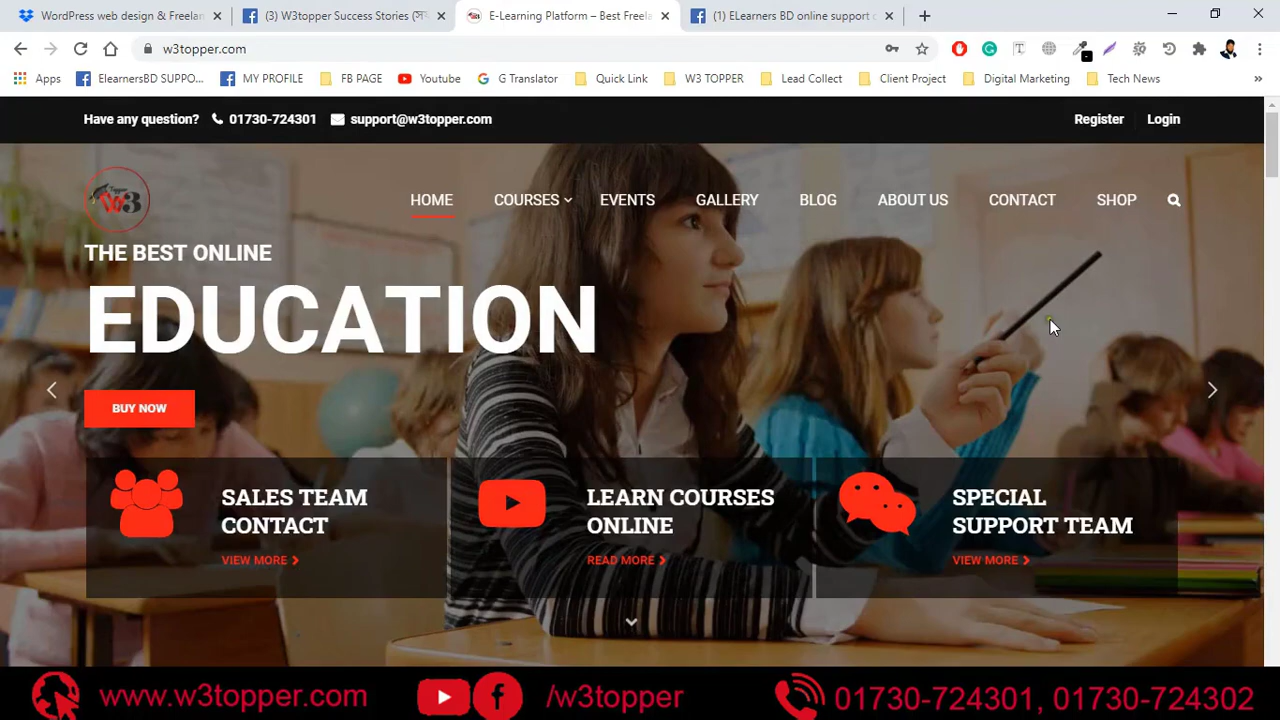 WordPress web design & Freelan
(3) W3topper Success Stories
E-Learning Platform – Best Freela
(1) ELearners BD online support
w3topper.com
Apps
ElearnersBD SUPPO...
MY PROFILE
FB PAGE
Youtube
G Translator
Quick Link
W3 TOPPER
Lead Collect
Client Project
Digital Marketing
Tech News
Have any question? 01730-724301 support@w3topper.com
Register Login
Topper
W3
HOME COURSES EVENTS GALLERY BLOG ABOUT US CONTACT SHOP
THE BEST ONLINE
EDUCATION
BUY NOW
SALES TEAM
CONTACT
VIEW MORE
LEARN COURSES
ONLINE
READ MORE
SPECIAL
SUPPORT TEAM
VIEW MORE
www.w3topper.com
/w3topper
01730-724301, 01730-724302